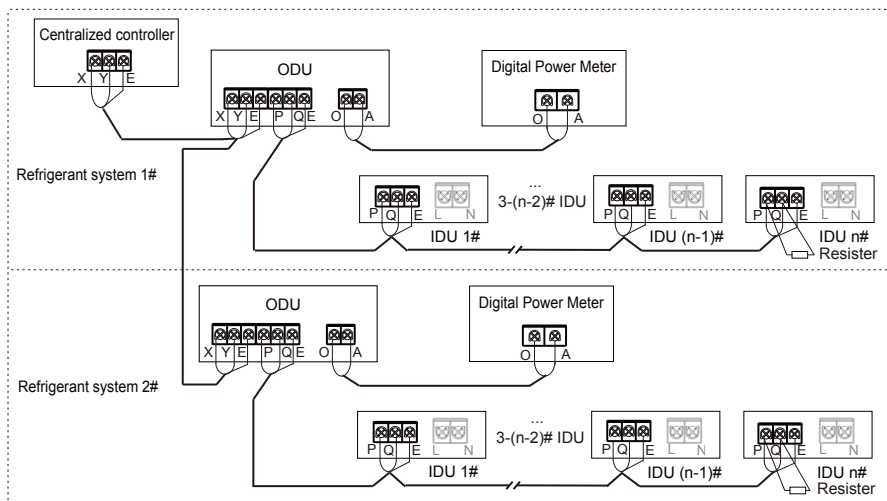 Centralized controller
X Y E
ODU
X Y E P Q E O A
Digital Power Meter
O A
Refrigerant system 1#
P Q E L N
IDU 1#
...
3-(n-2)# IDU
P Q E L N
IDU (n-1)#
P Q E L N
IDU n#
Resister
ODU
X Y E P Q E O A
Digital Power Meter
O A
Refrigerant system 2#
P Q E L N
IDU 1#
...
3-(n-2)# IDU
P Q E L N
IDU (n-1)#
P Q E L N
IDU n#
Resister